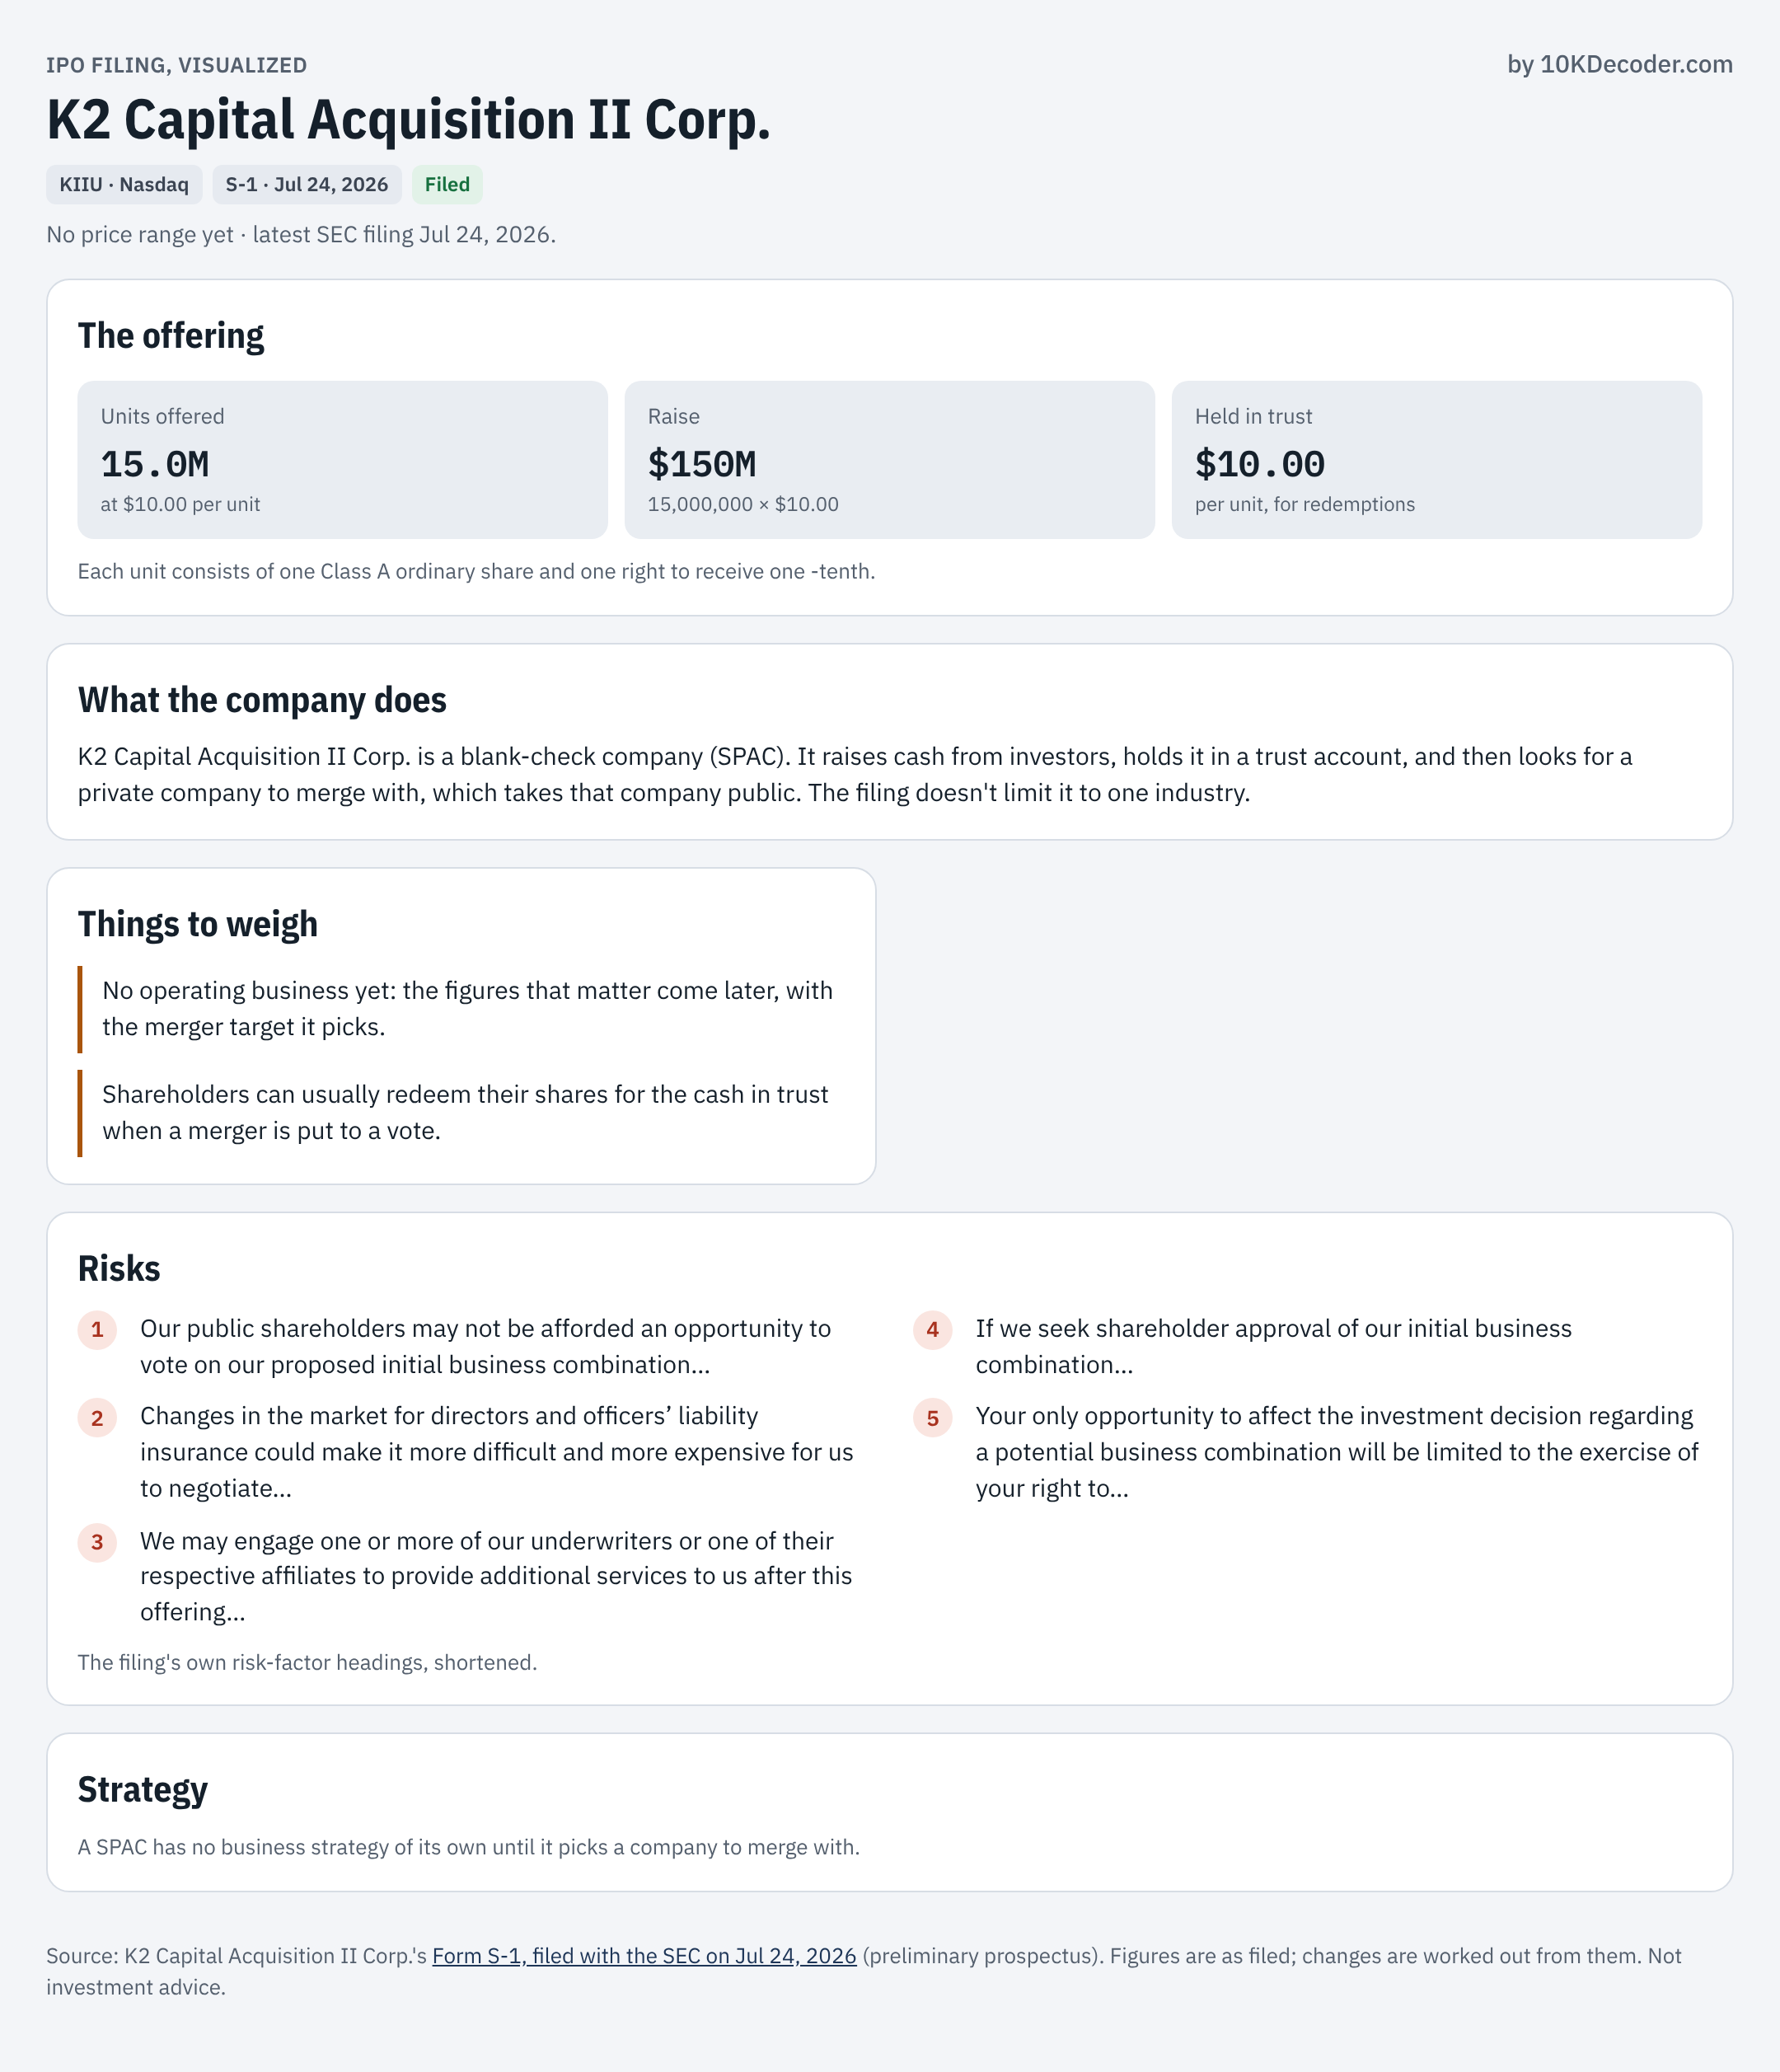 IPO FILING, VISUALIZED
by 10KDecoder.com
K2 Capital Acquisition II Corp.
KIIU · Nasdaq
S-1 · Jul 24, 2026
Filed
No price range yet · latest SEC filing Jul 24, 2026.
The offering
Units offered
15.0M
at $10.00 per unit
Raise
$150M
15,000,000 × $10.00
Held in trust
$10.00
per unit, for redemptions
Each unit consists of one Class A ordinary share and one right to receive one -tenth.
What the company does
K2 Capital Acquisition II Corp. is a blank-check company (SPAC). It raises cash from investors, holds it in a trust account, and then looks for a
private company to merge with, which takes that company public. The filing doesn't limit it to one industry.
Things to weigh
No operating business yet: the figures that matter come later, with
the merger target it picks.
Shareholders can usually redeem their shares for the cash in trust
when a merger is put to a vote.
Risks
1
Our public shareholders may not be afforded an opportunity to
vote on our proposed initial business combination…
2
Changes in the market for directors and officers’ liability
insurance could make it more difficult and more expensive for us
to negotiate…
3
We may engage one or more of our underwriters or one of their
respective affiliates to provide additional services to us after this
offering…
4
If we seek shareholder approval of our initial business
combination…
5
Your only opportunity to affect the investment decision regarding
a potential business combination will be limited to the exercise of
your right to…
The filing's own risk-factor headings, shortened.
Strategy
A SPAC has no business strategy of its own until it picks a company to merge with.
Source: K2 Capital Acquisition II Corp.'s Form S-1, filed with the SEC on Jul 24, 2026 (preliminary prospectus). Figures are as filed; changes are worked out from them. Not
investment advice.